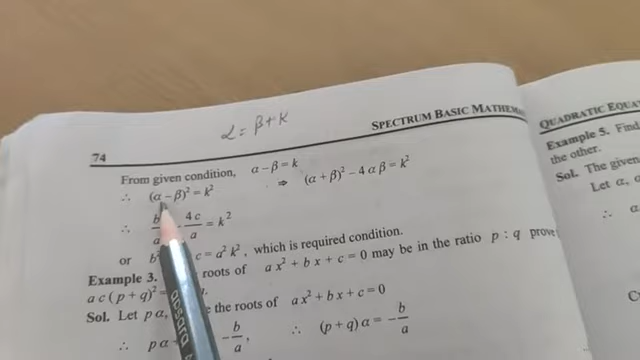 α = β + k
74
SPECTRUM BASIC MATHEM
From given condition, α − β = k
∴ (α − β)² = k² ⇒ (α + β)² − 4 α β = k²
∴ b a 4c/a = k²
or b c = a² k², which is required condition.
Example 3. roots of a x² + b x + c = 0 may be in the ratio p : q prove
a c (p + q)² =
Sol. Let p α, the roots of a x² + b x + c = 0
∴ p α − b/a, ∴ (p + q) α = − b/a
QUADRATIC EQUA
Example 5. Find
the other.
Sol. The given
Let α,
∴ α